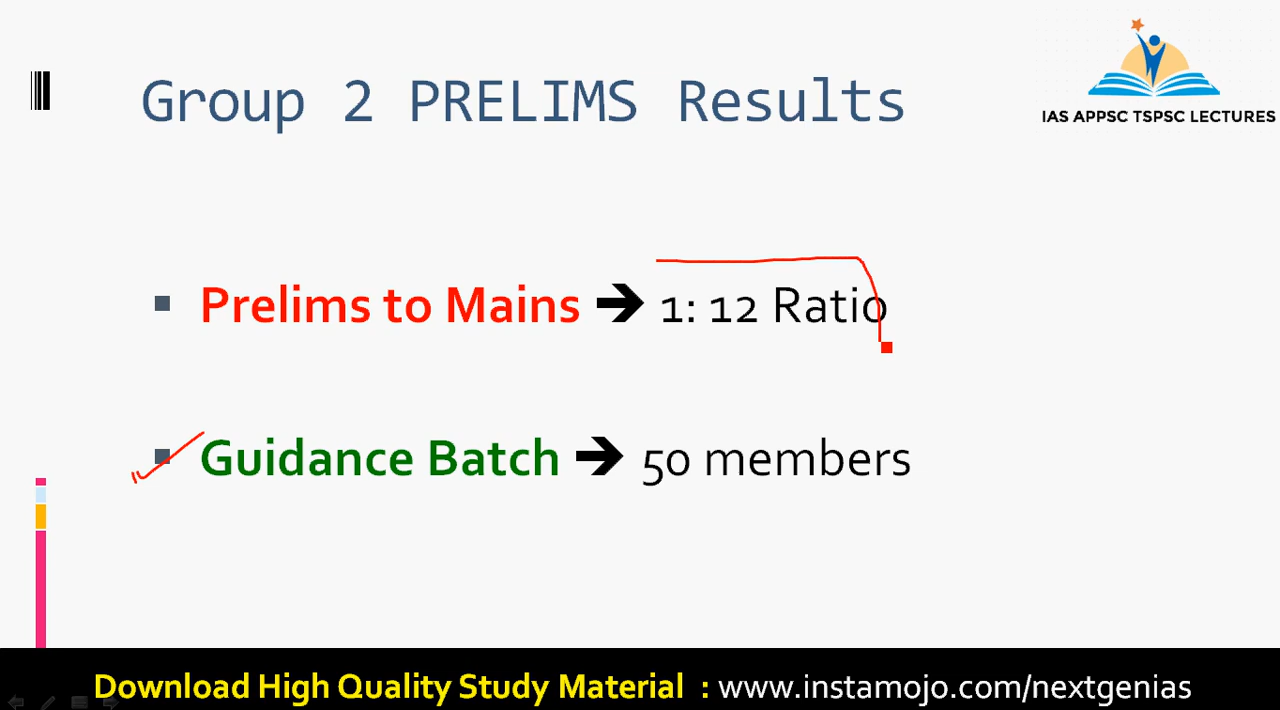 Group 2 PRELIMS Results
IAS APPSC TSPSC LECTURES
Prelims to Mains ➔ 1: 12 Ratio
Guidance Batch ➔ 50 members
Download High Quality Study Material : www.instamojo.com/nextgenias